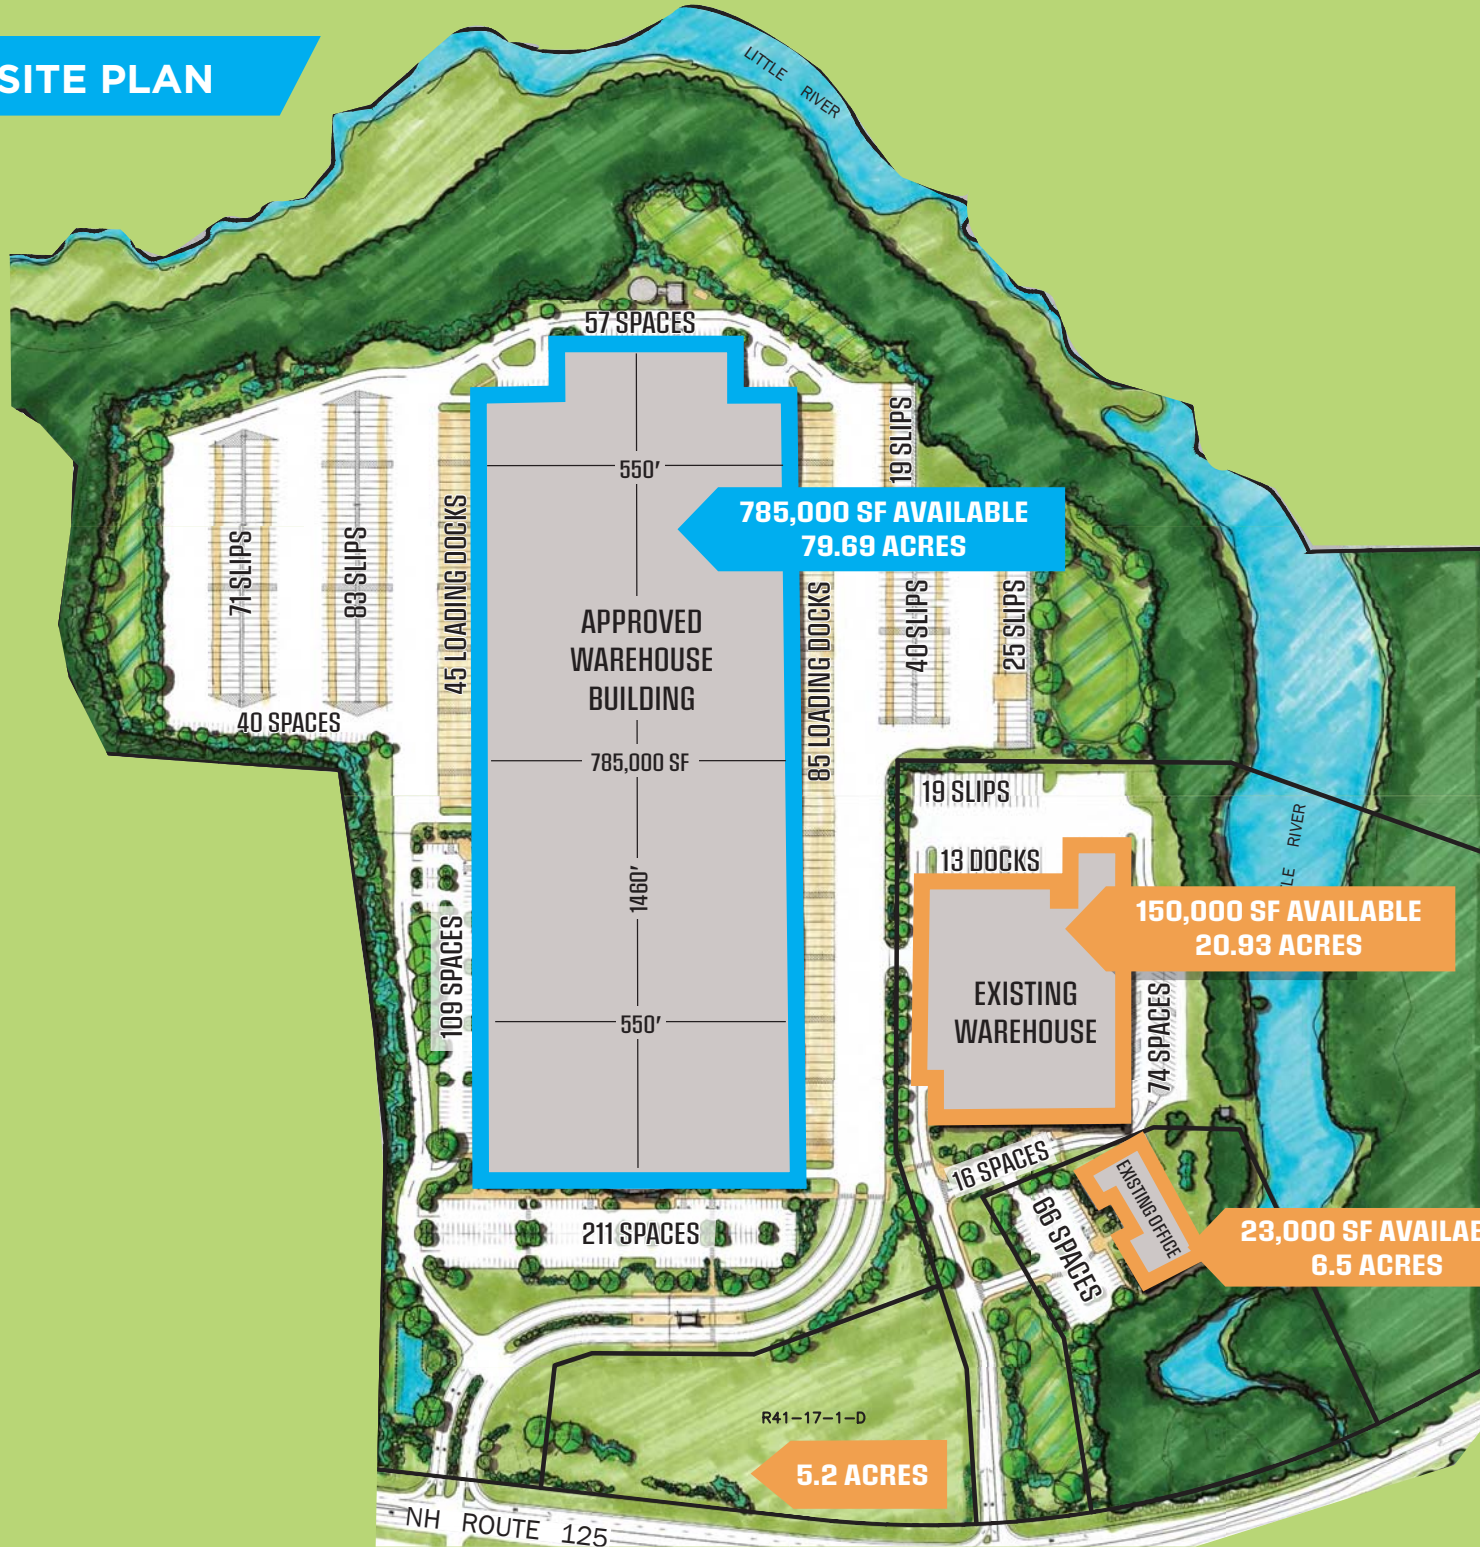 SITE PLAN
LITTLE RIVER
57 SPACES
550'
19 SLIPS
785,000 SF AVAILABLE
79.69 ACRES
71 SLIPS
83 SLIPS
45 LOADING DOCKS
APPROVED
WAREHOUSE
BUILDING
85 LOADING DOCKS
40 SLIPS
25 SLIPS
40 SPACES
785,000 SF
19 SLIPS
13 DOCKS
RIVER
1460'
150,000 SF AVAILABLE
20.93 ACRES
109 SPACES
550'
EXISTING
WAREHOUSE
74 SPACES
16 SPACES
66 SPACES
EXISTING OFFICE
211 SPACES
23,000 SF AVAILAB
6.5 ACRES
R41-17-1-D
5.2 ACRES
NH ROUTE 125